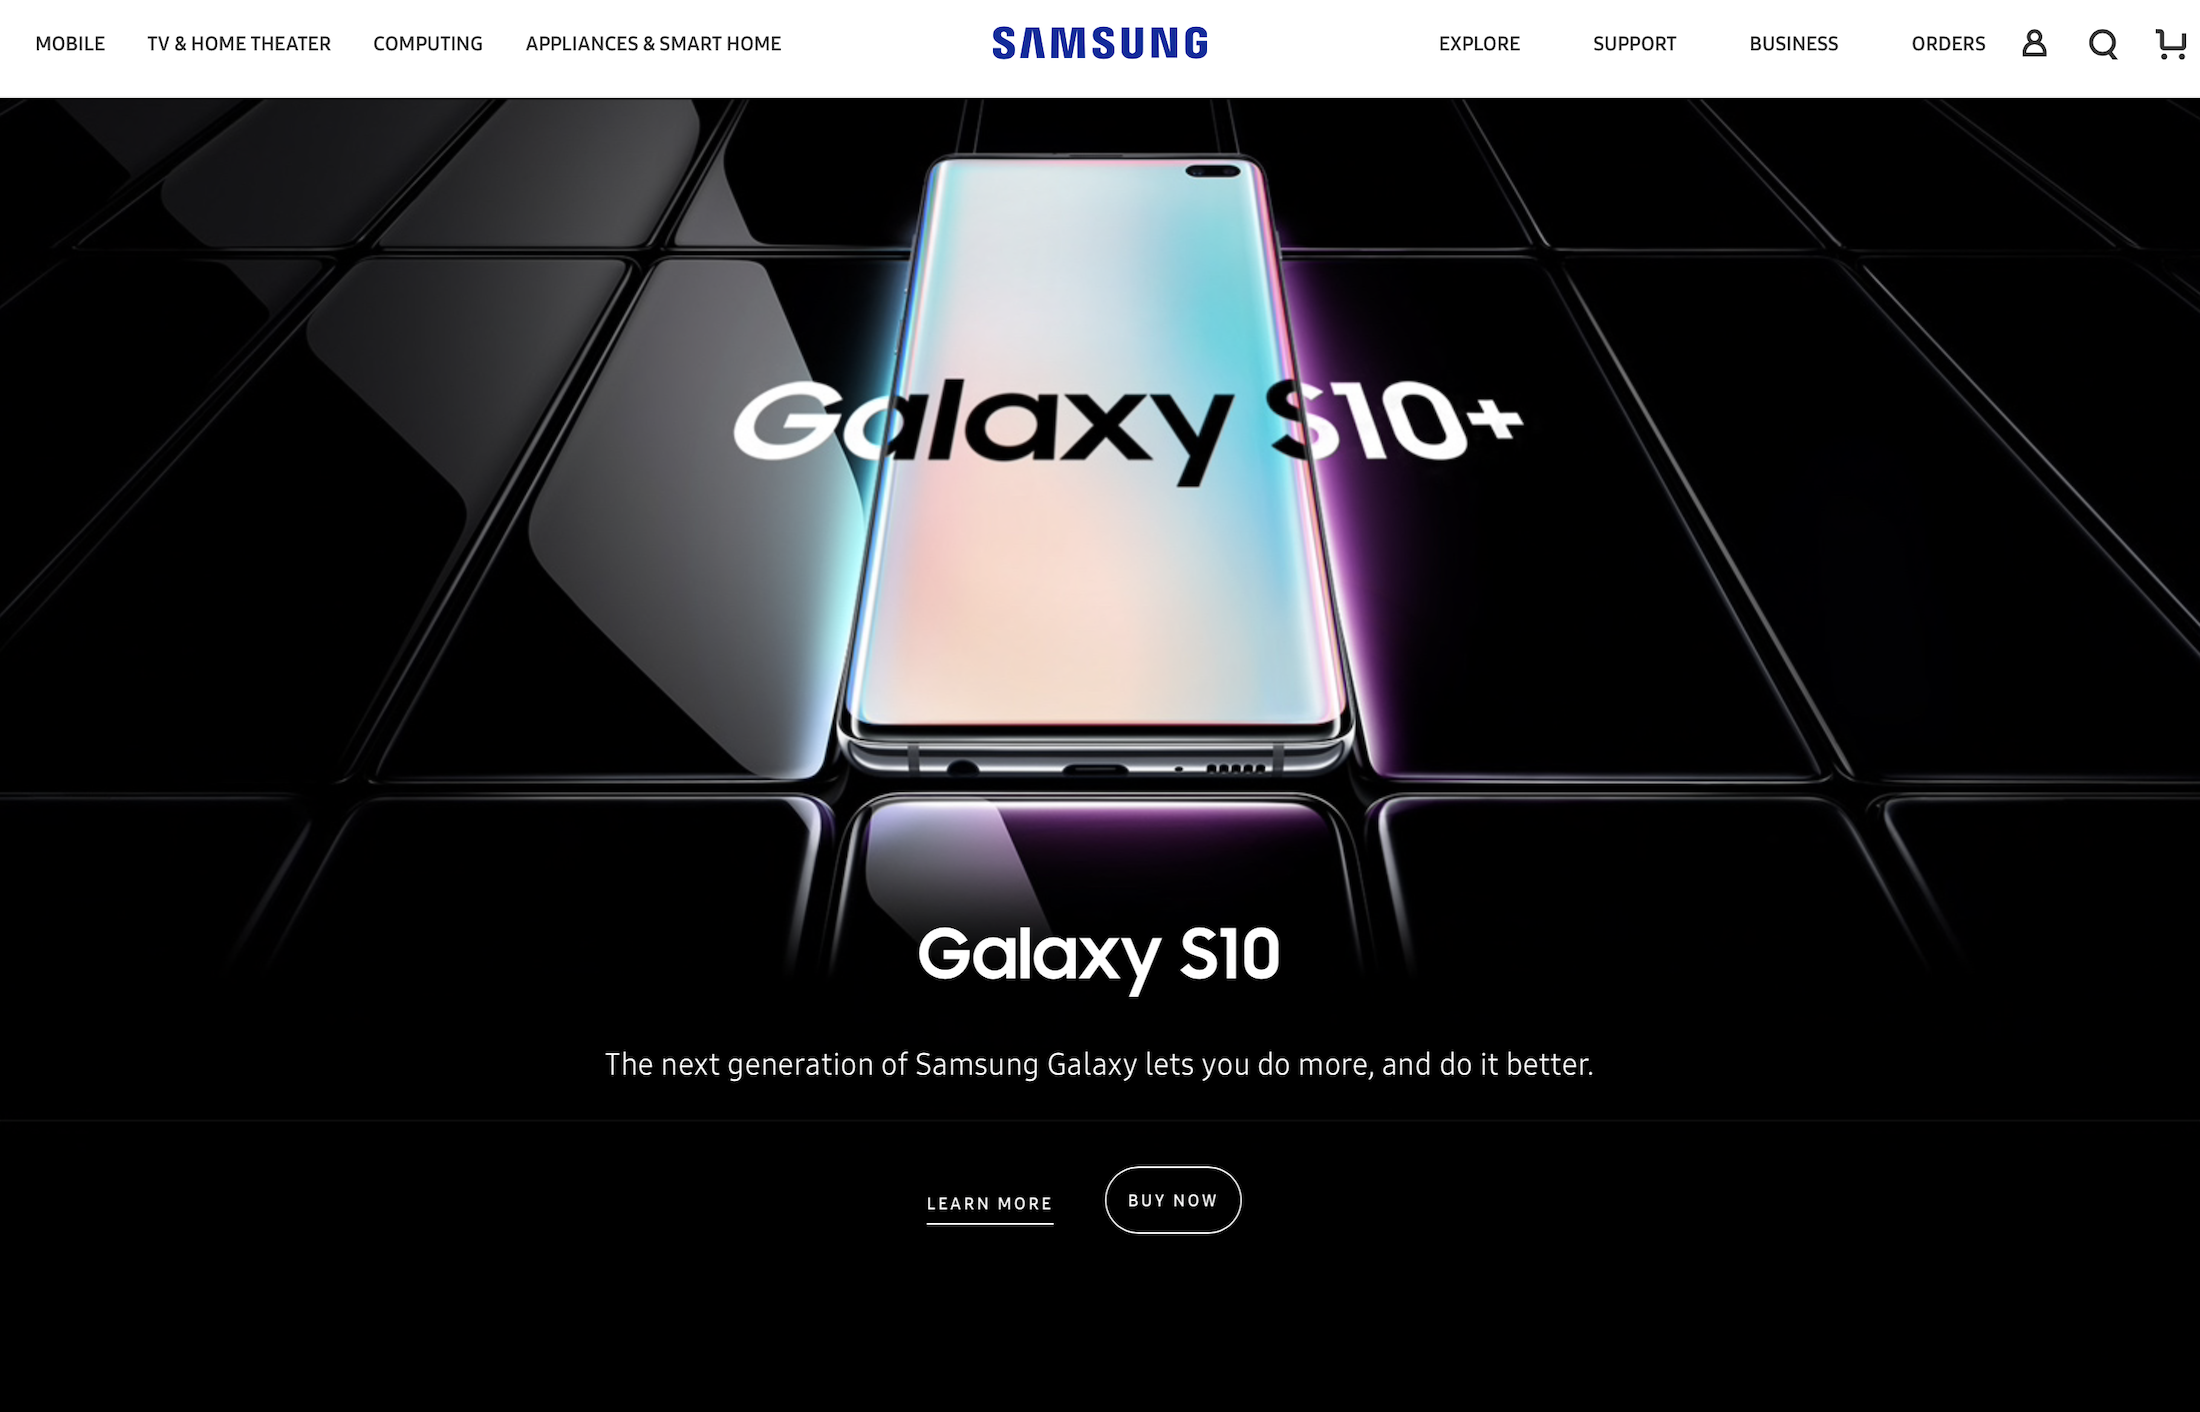 MOBILE TV & HOME THEATER COMPUTING APPLIANCES & SMART HOME SAMSUNG EXPLORE SUPPORT BUSINESS ORDERS
Galaxy S10+
Galaxy S10
The next generation of Samsung Galaxy lets you do more, and do it better.
LEARN MORE BUY NOW